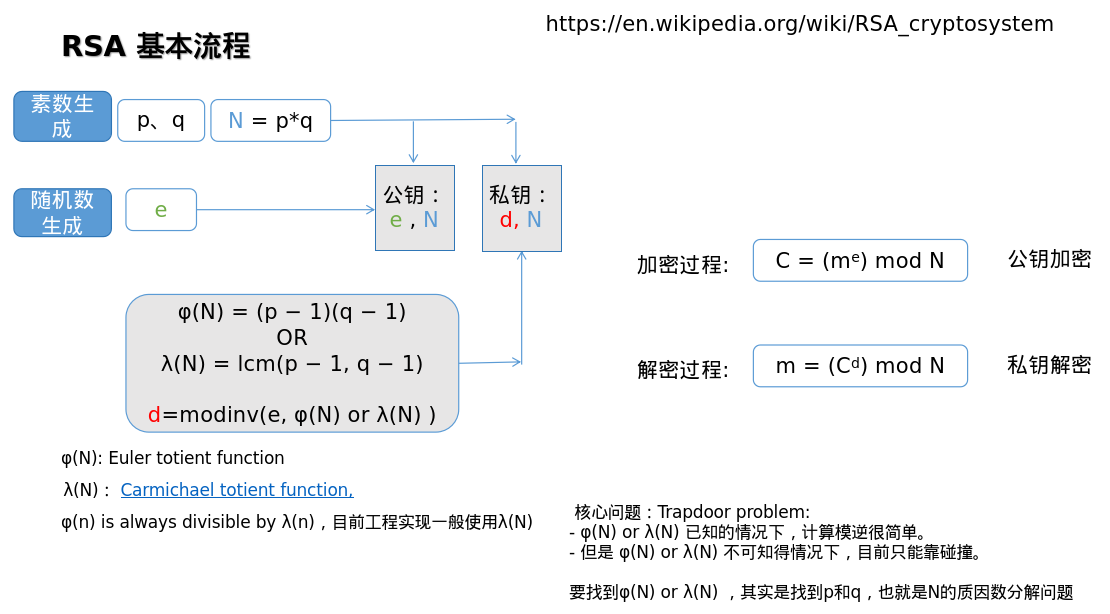 https://en.wikipedia.org/wiki/RSA_cryptosystem
RSA 基本流程
素数生
成
p、q
N = p*q
公钥：
e , N
私钥：
d, N
随机数
生成
e
加密过程:
C = (mᵉ) mod N
公钥加密
φ(N) = (p − 1)(q − 1)
OR
λ(N) = lcm(p − 1, q − 1)
d=modinv(e, φ(N) or λ(N) )
解密过程:
m = (Cᵈ) mod N
私钥解密
φ(N): Euler totient function
λ(N)： Carmichael totient function,
φ(n) is always divisible by λ(n)，目前工程实现一般使用λ(N)
核心问题：Trapdoor problem:
- φ(N) or λ(N) 已知的情况下，计算模逆很简单。
- 但是 φ(N) or λ(N) 不可知得情况下，目前只能靠碰撞。
要找到φ(N) or λ(N) ，其实是找到p和q，也就是N的质因数分解问题